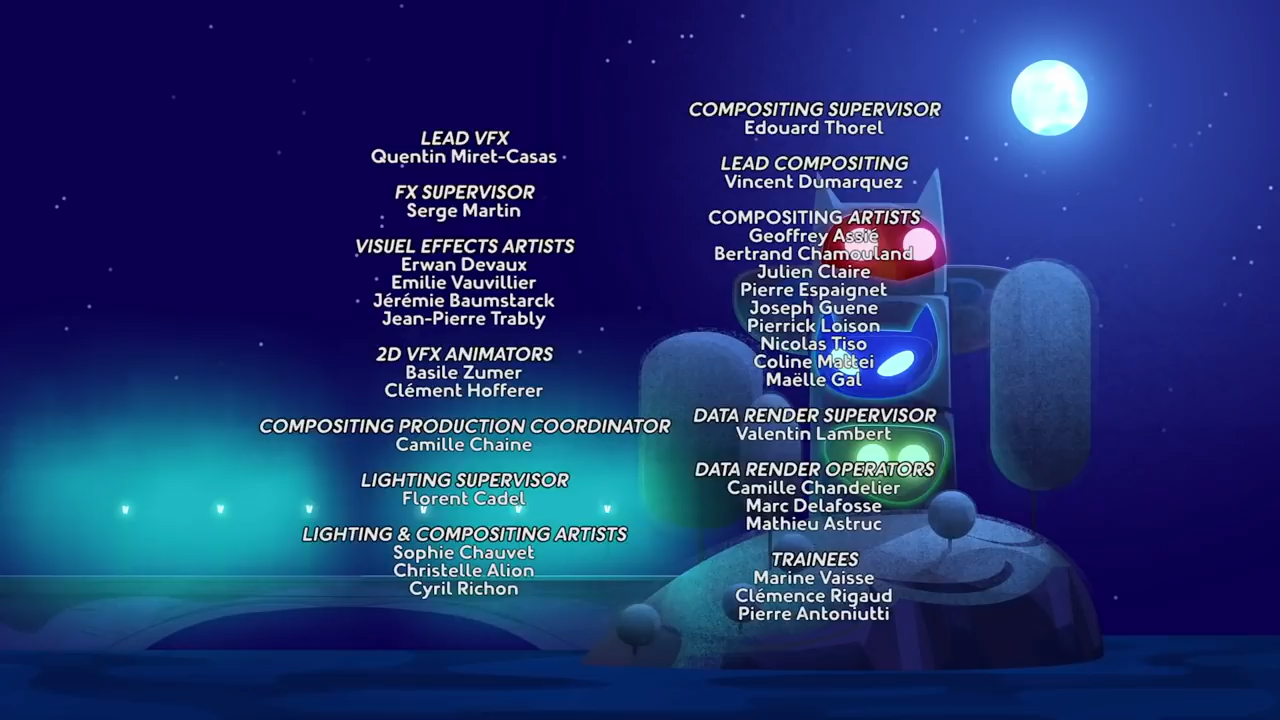 LEAD VFX
Quentin Miret-Casas
FX SUPERVISOR
Serge Martin
VISUEL EFFECTS ARTISTS
Erwan Devaux
Emilie Vauvillier
Jérémie Baumstarck
Jean-Pierre Trably
2D VFX ANIMATORS
Basile Zumer
Clément Hofferer
COMPOSITING PRODUCTION COORDINATOR
Camille Chaine
LIGHTING SUPERVISOR
Florent Cadel
LIGHTING & COMPOSITING ARTISTS
Sophie Chauvet
Christelle Alion
Cyril Richon
COMPOSITING SUPERVISOR
Edouard Thorel
LEAD COMPOSITING
Vincent Dumarquez
COMPOSITING ARTISTS
Geoffrey Assié
Bertrand Chamouland
Julien Claire
Pierre Espaignet
Joseph Guene
Pierrick Loison
Nicolas Tiso
Coline Mattei
Maëlle Gal
DATA RENDER SUPERVISOR
Valentin Lambert
DATA RENDER OPERATORS
Camille Chandelier
Marc Delafosse
Mathieu Astruc
TRAINEES
Marine Vaisse
Clémence Rigaud
Pierre Antoniutti